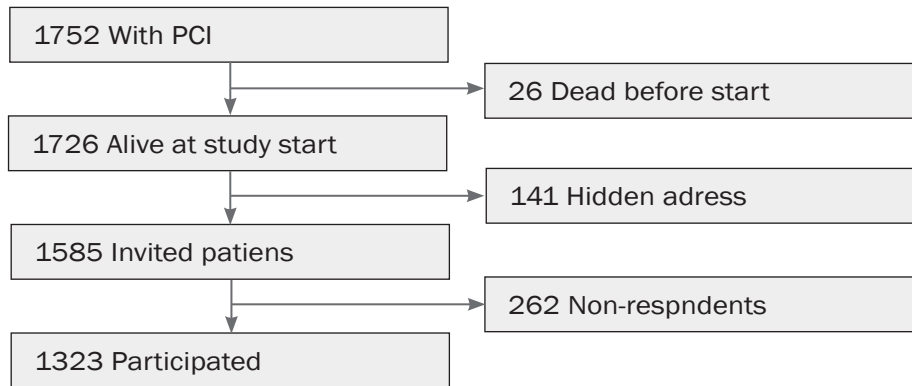 1752 With PCI
26 Dead before start
1726 Alive at study start
141 Hidden adress
1585 Invited patiens
262 Non-respndents
1323 Participated